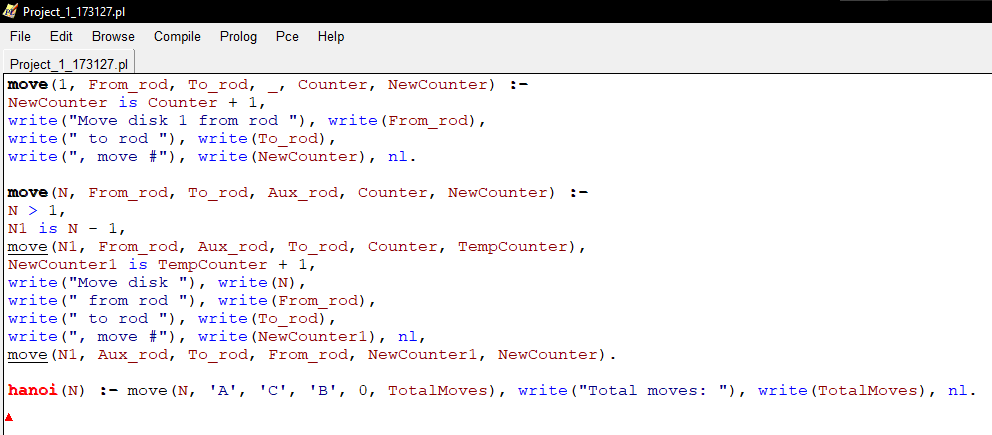 Project_1_173127.pl
File Edit Browse Compile Prolog Pce Help
Project_1_173127.pl
move(1, From_rod, To_rod, _, Counter, NewCounter) :-
NewCounter is Counter + 1,
write("Move disk 1 from rod "), write(From_rod),
write(" to rod "), write(To_rod),
write(", move #"), write(NewCounter), nl.
move(N, From_rod, To_rod, Aux_rod, Counter, NewCounter) :-
N > 1,
N1 is N - 1,
move(N1, From_rod, Aux_rod, To_rod, Counter, TempCounter),
NewCounter1 is TempCounter + 1,
write("Move disk "), write(N),
write(" from rod "), write(From_rod),
write(" to rod "), write(To_rod),
write(", move #"), write(NewCounter1), nl,
move(N1, Aux_rod, To_rod, From_rod, NewCounter1, NewCounter).
hanoi(N) :- move(N, 'A', 'C', 'B', 0, TotalMoves), write("Total moves: "), write(TotalMoves), nl.